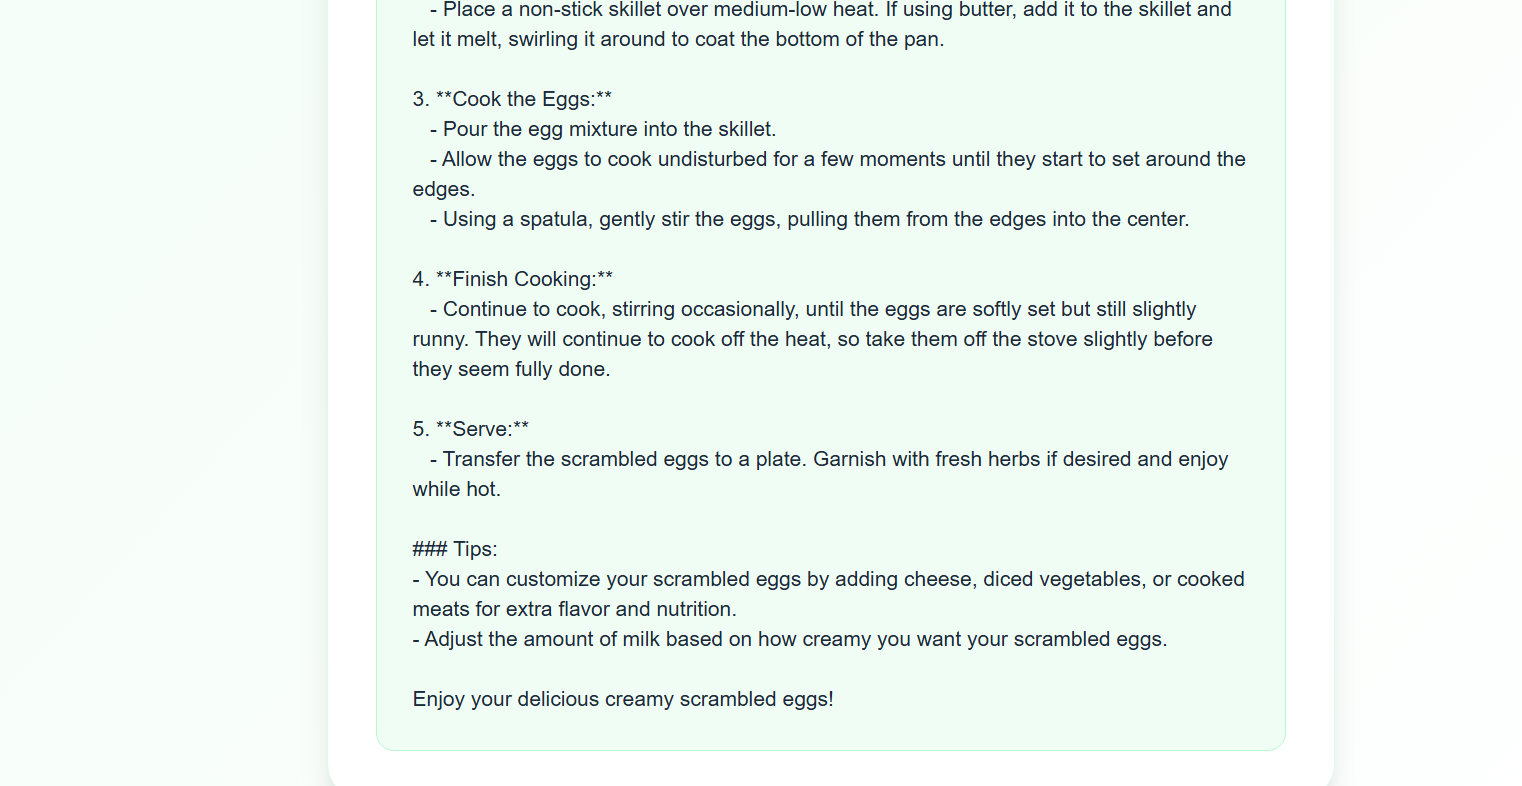 - Place a non-stick skillet over medium-low heat. If using butter, add it to the skillet and
let it melt, swirling it around to coat the bottom of the pan.
3. **Cook the Eggs:**
- Pour the egg mixture into the skillet.
- Allow the eggs to cook undisturbed for a few moments until they start to set around the
edges.
- Using a spatula, gently stir the eggs, pulling them from the edges into the center.
4. **Finish Cooking:**
- Continue to cook, stirring occasionally, until the eggs are softly set but still slightly
runny. They will continue to cook off the heat, so take them off the stove slightly before
they seem fully done.
5. **Serve:**
- Transfer the scrambled eggs to a plate. Garnish with fresh herbs if desired and enjoy
while hot.
### Tips:
- You can customize your scrambled eggs by adding cheese, diced vegetables, or cooked
meats for extra flavor and nutrition.
- Adjust the amount of milk based on how creamy you want your scrambled eggs.
Enjoy your delicious creamy scrambled eggs!